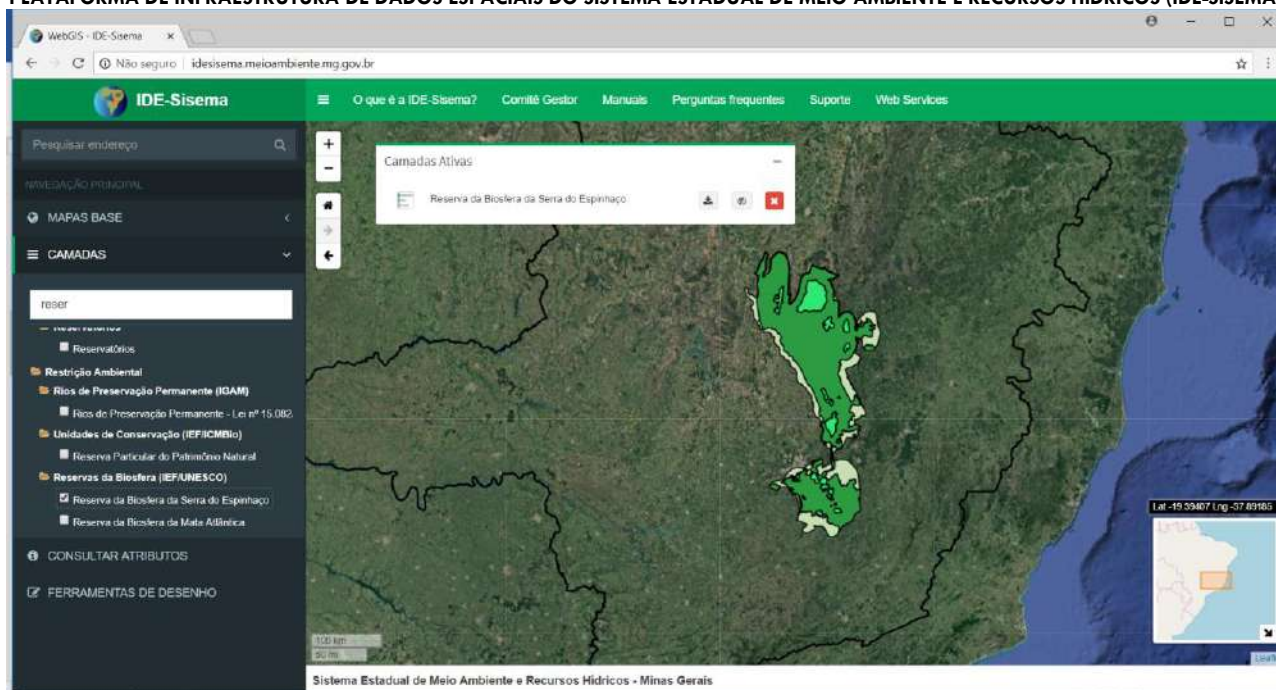 PLATAFORMA DE INFRAESTRUTURA DE DADOS ESPACIAIS DO SISTEMA ESTADUAL DE MEIO AMBIENTE E RECURSOS HÍDRICOS (IDE-SISEMA
WebGIS - IDE-Sisema
Não seguro | idesisema.meioambiente.mg.gov.br
IDE-Sisema
O que é a IDE-Sisema? Comitê Gestor Manuais Perguntas frequentes Suporte Web Services
Pesquisar endereço
NAVEGAÇÃO PRINCIPAL
MAPAS BASE
CAMADAS
reser
Reservatórios
Reservatórios
Restrição Ambiental
Rios de Preservação Permanente (IGAM)
Rios de Preservação Permanente - Lei nº 15.082
Unidades de Conservação (IEF/ICMBio)
Reserva Particular do Patrimônio Natural
Reservas da Biosfera (IEF/UNESCO)
Reserva da Biosfera da Serra do Espinhaço
Reserva da Biosfera da Mata Atlântica
CONSULTAR ATRIBUTOS
FERRAMENTAS DE DESENHO
Camadas Ativas
Reserva da Biosfera da Serra do Espinhaço
Lat -19.59407 Lng -37.89185
100 km
50 mi
Sistema Estadual de Meio Ambiente e Recursos Hídricos - Minas Gerais